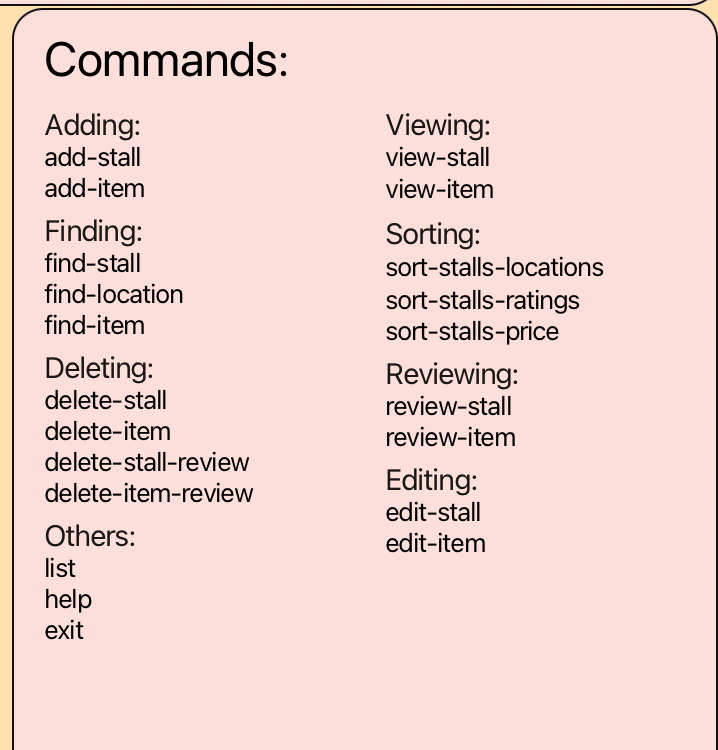 Commands:
Adding:
add-stall
add-item
Finding:
find-stall
find-location
find-item
Deleting:
delete-stall
delete-item
delete-stall-review
delete-item-review
Others:
list
help
exit
Viewing:
view-stall
view-item
Sorting:
sort-stalls-locations
sort-stalls-ratings
sort-stalls-price
Reviewing:
review-stall
review-item
Editing:
edit-stall
edit-item